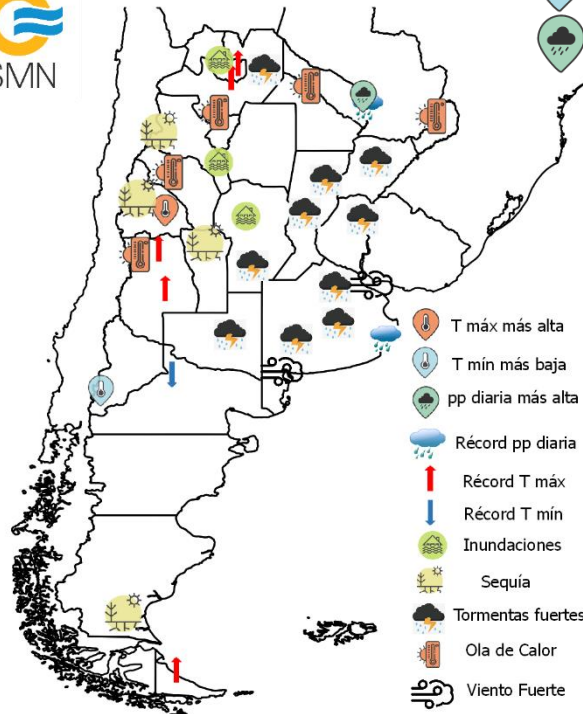 SMN
T máx más alta
T mín más baja
pp diaria más alta
Récord pp diaria
Récord T máx
Récord T mín
Inundaciones
Sequía
Tormentas fuertes
Ola de Calor
Viento Fuerte